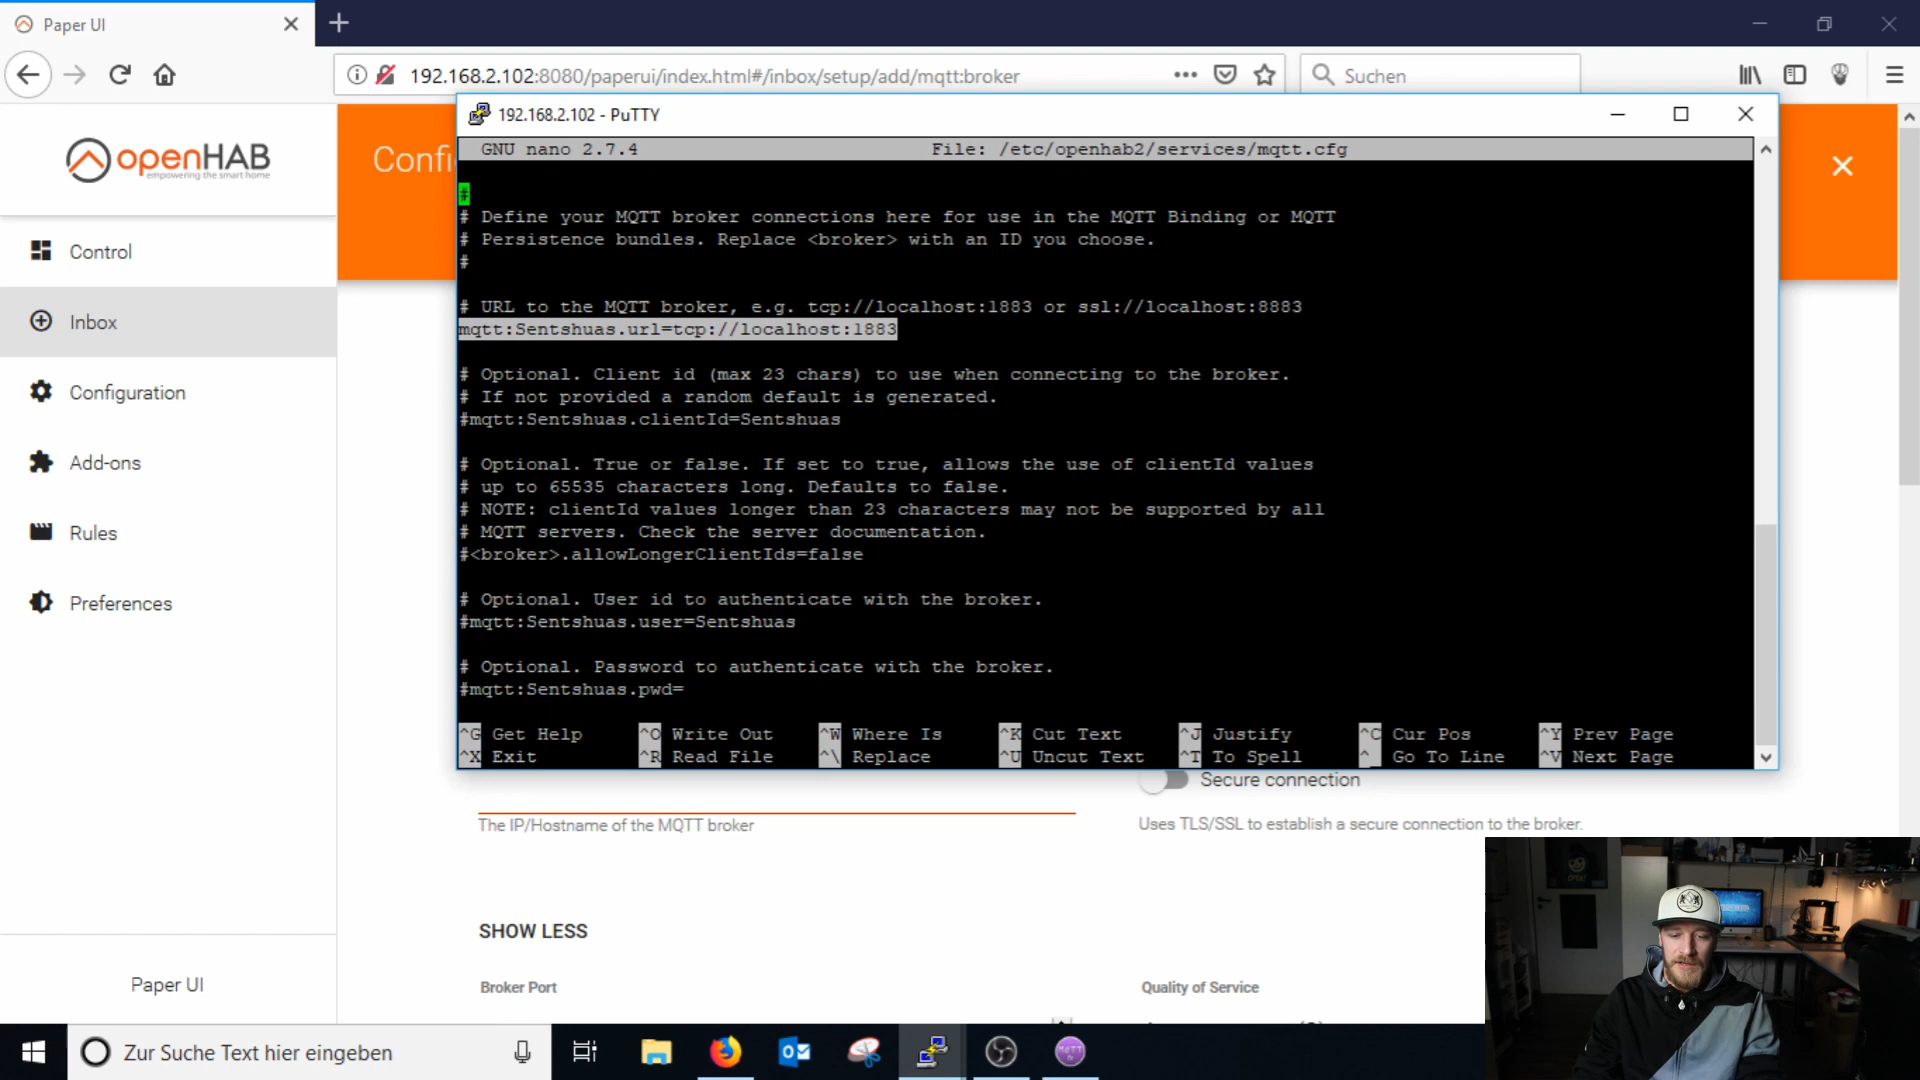 Paper UI
192.168.2.102:8080/paperui/index.html#/inbox/setup/add/mqtt:broker
Suchen
openHAB
empowering the smart home
Control
Inbox
Configuration
Add-ons
Rules
Preferences
Paper UI
Confi
192.168.2.102 - PuTTY
GNU nano 2.7.4 File: /etc/openhab2/services/mqtt.cfg
#
# Define your MQTT broker connections here for use in the MQTT Binding or MQTT
# Persistence bundles. Replace <broker> with an ID you choose.
#
# URL to the MQTT broker, e.g. tcp://localhost:1883 or ssl://localhost:8883
mqtt:Sentshuas.url=tcp://localhost:1883
# Optional. Client id (max 23 chars) to use when connecting to the broker.
# If not provided a random default is generated.
#mqtt:Sentshuas.clientId=Sentshuas
# Optional. True or false. If set to true, allows the use of clientId values
# up to 65535 characters long. Defaults to false.
# NOTE: clientId values longer than 23 characters may not be supported by all
# MQTT servers. Check the server documentation.
#<broker>.allowLongerClientIds=false
# Optional. User id to authenticate with the broker.
#mqtt:Sentshuas.user=Sentshuas
# Optional. Password to authenticate with the broker.
#mqtt:Sentshuas.pwd=
^G Get Help ^O Write Out ^W Where Is ^K Cut Text ^J Justify ^C Cur Pos ^Y Prev Page
^X Exit ^R Read File ^\ Replace ^U Uncut Text ^T To Spell ^_ Go To Line ^V Next Page
Secure connection
The IP/Hostname of the MQTT broker
Uses TLS/SSL to establish a secure connection to the broker.
SHOW LESS
Broker Port
Quality of Service
Zur Suche Text hier eingeben